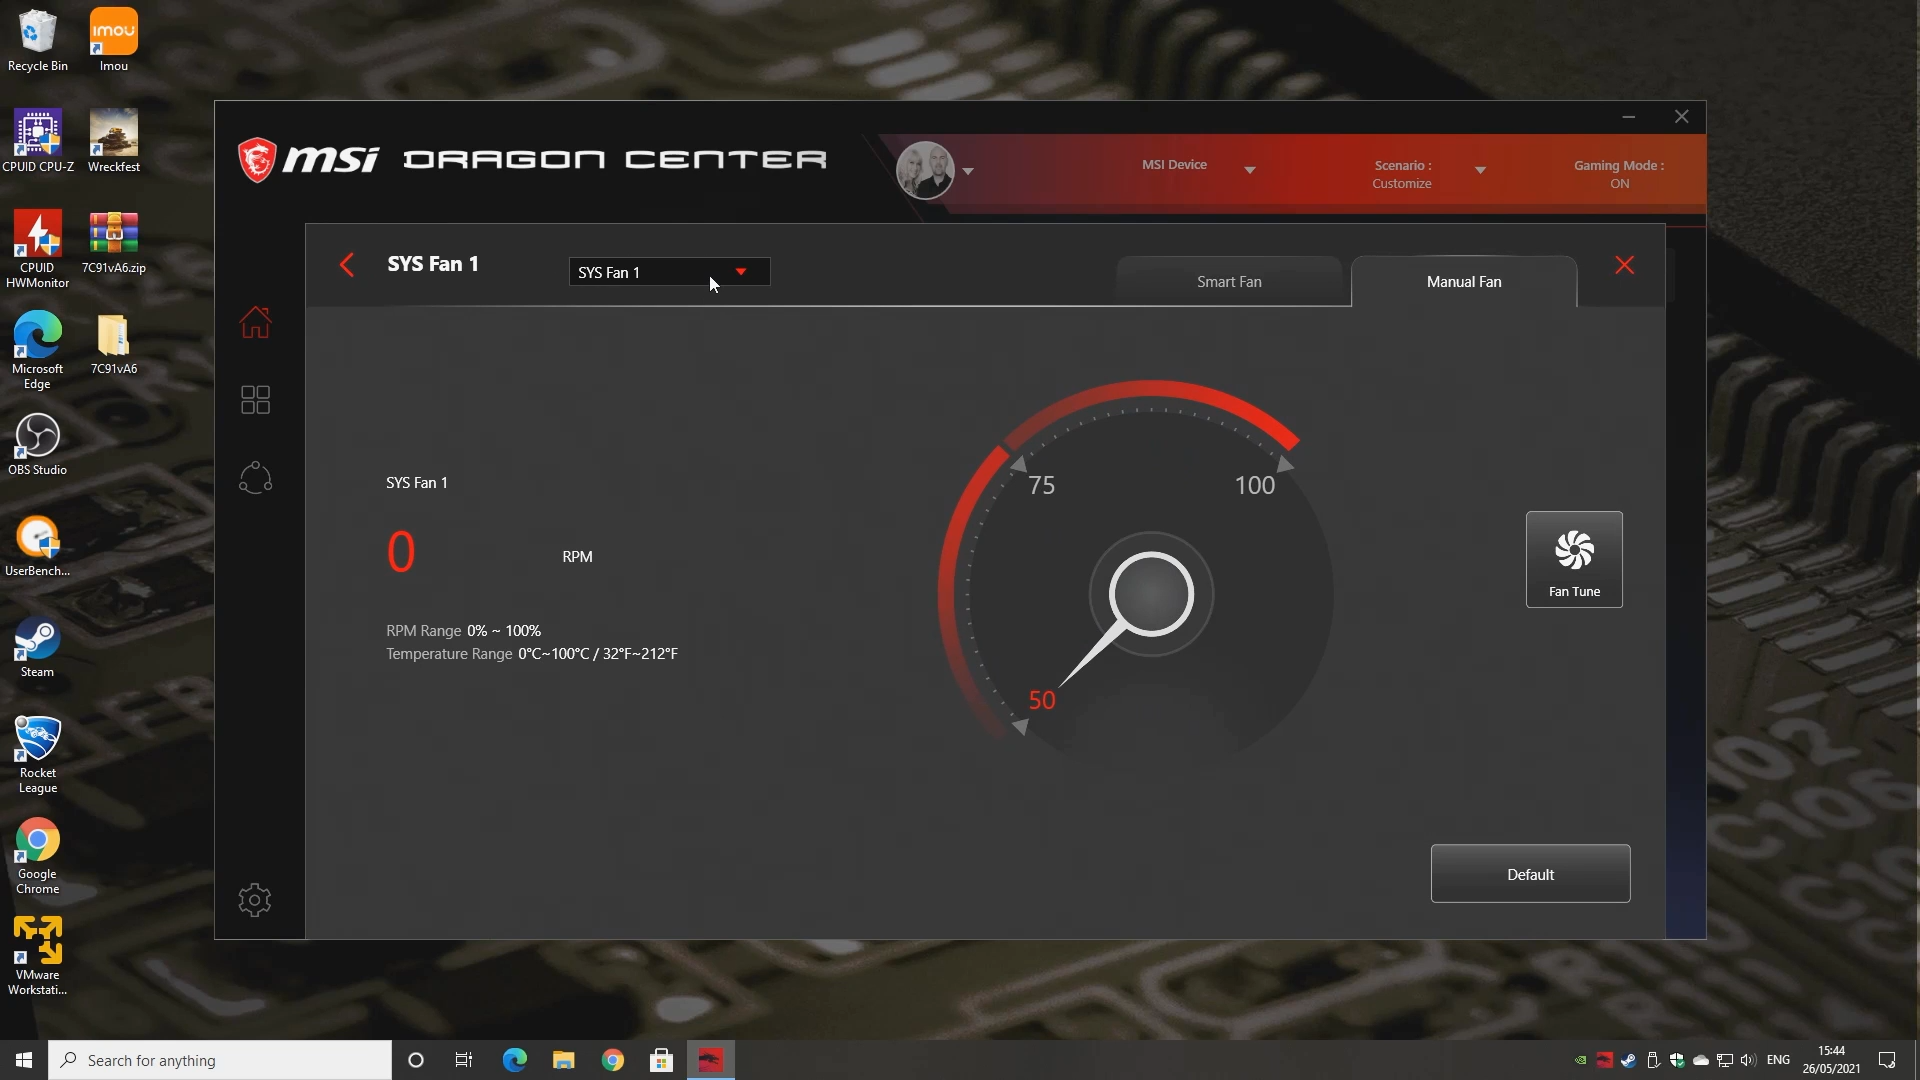 Recycle Bin
imou
Imou
CPUID CPU-Z
Wreckfest
CPUID
HWMonitor
7C91vA6.zip
Microsoft
Edge
7C91vA6
OBS Studio
UserBench...
Steam
Rocket
League
Google
Chrome
VMware
Workstati...
msi DRAGON CENTER
MSI Device
Scenario :
Customize
Gaming Mode :
ON
SYS Fan 1
SYS Fan 1
Smart Fan
Manual Fan
SYS Fan 1
0 RPM
RPM Range 0% ~ 100%
Temperature Range 0°C~100°C / 32°F~212°F
75
100
50
Fan Tune
Default
Search for anything
ENG
15:44
26/05/2021